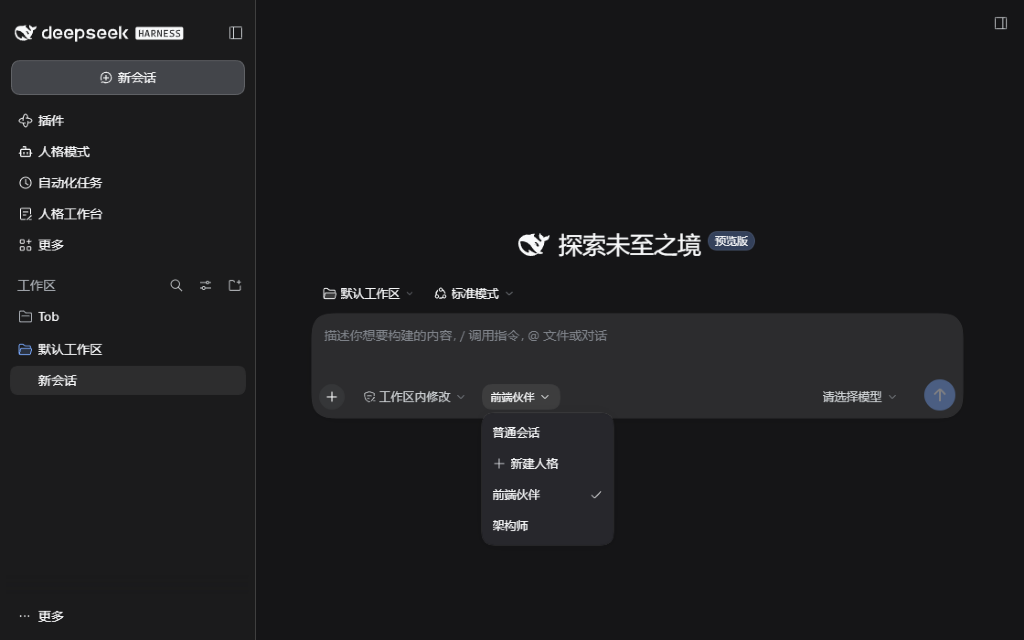 deepseek HARNESS
新会话
插件
人格模式
自动化任务
人格工作台
更多
工作区
Tob
默认工作区
新会话
更多
探索未至之境 预览版
默认工作区 标准模式
描述你想要构建的内容, / 调用指令, @ 文件或对话
工作区内修改 前端伙伴 请选择模型
普通会话
新建人格
前端伙伴
架构师